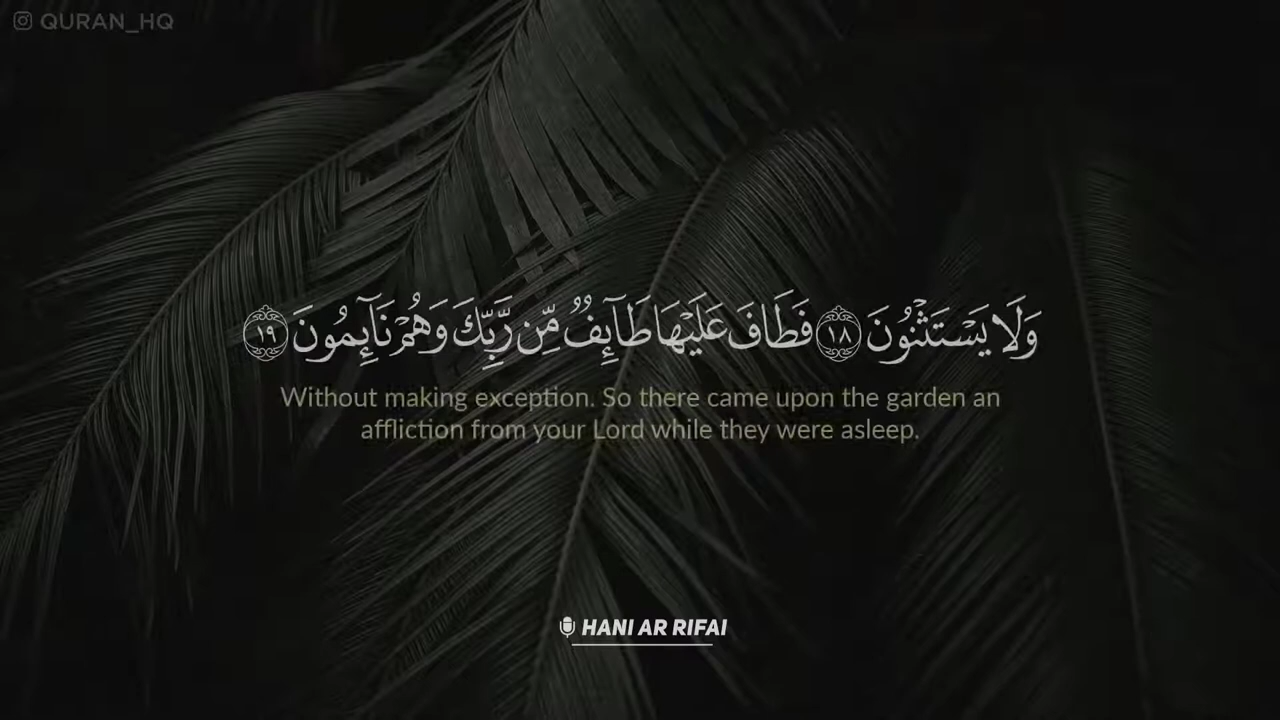 QURAN_HQ
وَلَا يَسْتَثْنُونَ ١٨ فَطَافَ عَلَيْهَا طَآئِفٌ مِّن رَّبِّكَ وَهُمْ نَآئِمُونَ ١٩
Without making exception. So there came upon the garden an
affliction from your Lord while they were asleep.
HANI AR RIFAI